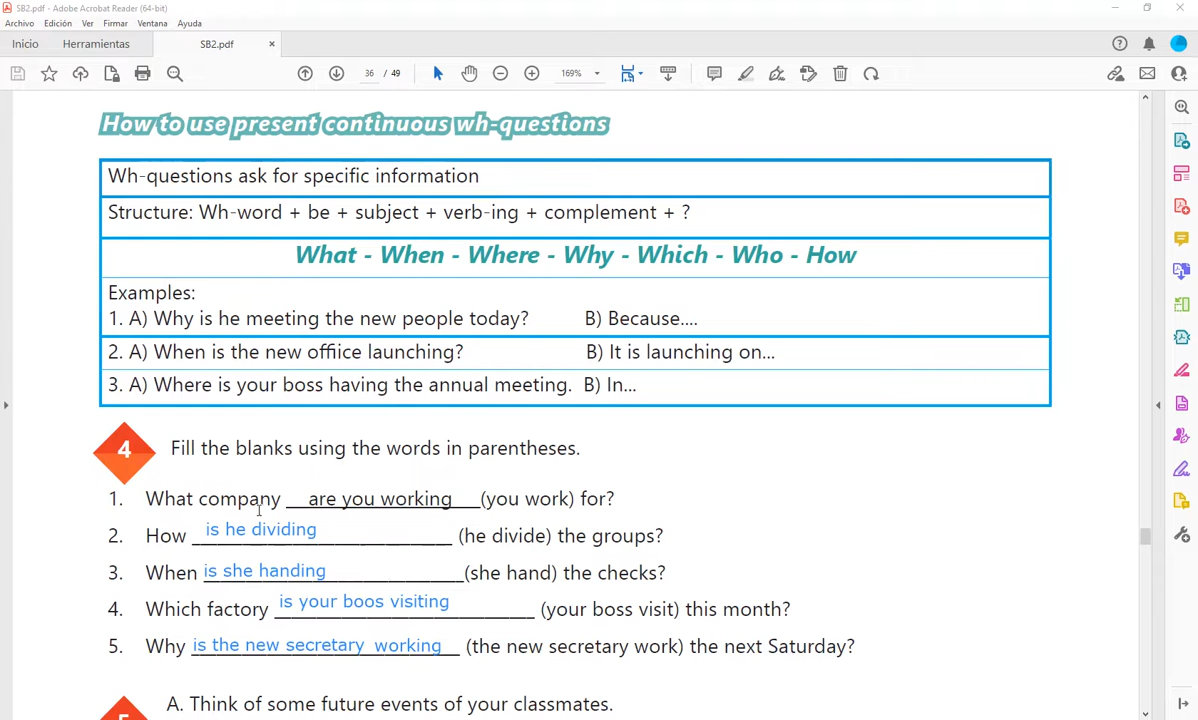 SB2.pdf - Adobe Acrobat Reader (64-bit)
Archivo Edición Ver Firmar Ventana Ayuda
Inicio Herramientas SB2.pdf ×
36 / 49 169%
How to use present continuous wh-questions
Wh-questions ask for specific information
Structure: Wh-word + be + subject + verb-ing + complement + ?
What - When - Where - Why - Which - Who - How
Examples:
1. A) Why is he meeting the new people today? B) Because....
2. A) When is the new office launching? B) It is launching on...
3. A) Where is your boss having the annual meeting. B) In...
4 Fill the blanks using the words in parentheses.
1. What company __are you working___(you work) for?
2. How is he dividing (he divide) the groups?
3. When is she handing (she hand) the checks?
4. Which factory is your boos visiting (your boss visit) this month?
5. Why is the new secretary working (the new secretary work) the next Saturday?
5 A. Think of some future events of your classmates.